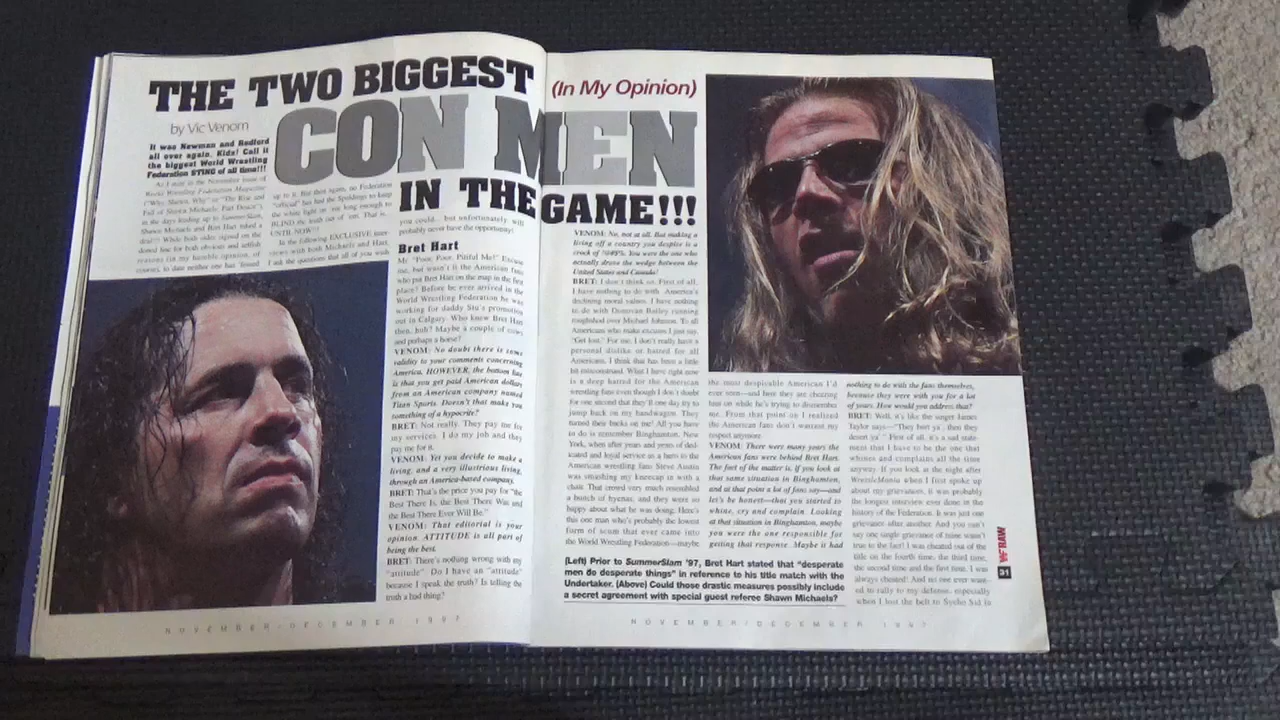 THE TWO BIGGEST
(In My Opinion)
by Vic Venom
CON MEN
IN THE GAME!!!
It was Newman and Redford
all over again, Kids! Call it
the biggest World Wrestling
Federation STING of all time!!!
As I stated in the November issue of
World Wrestling Federation Magazine
in the days leading up to SummerSlam,
Shawn Michaels and Bret Hart inked a
deal!!! While both sides signed on the
dotted line for both obvious and selfish
reasons (in my humble opinion, of
course), to date neither one has 'fessed
up to it. But then again, no Federation
"official" has had the
the white light on 'em long enough to
BLIND the truth out of 'em. That is...
UNTIL NOW!!!
In the following EXCLUSIVE inter-
views with both Michaels and Hart,
I ask the questions that all of you wish
you could... but unfortunately will
probably never have the opportunity!
Bret Hart
Mr. "Poor, Poor, Pitiful Me!" Excuse
me, but wasn't it the American fans
who put Bret Hart on the map in the first
place? Before he ever arrived in the
World Wrestling Federation he was
working for daddy Stu's promotion
out in Calgary. Who knew Bret Hart
then, huh? Maybe a couple of cows
and perhaps a horse?
VENOM: No doubt there is some
validity to your comments concerning
America. HOWEVER, the bottom line
is that you get paid American dollars
from an American company named
Titan Sports. Doesn't that make you
something of a hypocrite?
BRET: Not really. They pay me for
my services. I do my job and they
pay me for it.
VENOM: Yet you decide to make a
living, and a very illustrious living,
through an America-based company.
BRET: That's the price you pay for "the
Best There Is, the Best There Was and
the Best There Ever Will Be."
VENOM: That editorial is your
opinion. ATTITUDE is all part of
being the best.
BRET: There's nothing wrong with my
"attitude". Do I have an "attitude"
because I speak the truth? Is telling the
truth a bad thing?
VENOM: No, not at all. But making a
living off a country you despise is a
crock of
You were the one who
actually drove the wedge between the
United States and Canada!
BRET: I don't think so. First of all,
I have nothing to do with America's
declining moral values. I have nothing
to do with Donovan Bailey running
roughshod over Michael Johnson. To all
Americans who make excuses I just say,
"Get lost." For me, I don't really have a
personal dislike or hatred for all
Americans. I think that has been a little
bit misconstrued. What I have right now
is a deep hatred for the American
wrestling fans even though I don't doubt
for one second that they'll one day try to
jump back on my bandwagon. They
turned their backs on me! All you have
to do is remember Binghamton, New
York, when after years and years of dedi-
cated and loyal service as a hero to the
American wrestling fans Steve Austin
was smashing my kneecap in with a
chair. That crowd very much resembled
a bunch of hyenas, and they were so
happy about what he was doing. Here's
this one man who's probably the lowest
form of scum that ever came into
the World Wrestling Federation—maybe
the most despicable American I'd
ever seen—and here they are cheering
him on while he's trying to dismember
me. From that point on I realized
the American fans don't warrant my
respect anymore.
VENOM: There were many years the
American fans were behind Bret Hart.
The fact of the matter is, if you look at
that same situation in Binghamton,
and at that point a lot of fans say—and
let's be honest—that you started to
whine, cry and complain. Looking
at that situation in Binghamton, maybe
you were the one responsible for
getting that response. Maybe it had
nothing to do with the fans themselves,
because they were with you for a lot
of years. How would you address that?
BRET: Well, it's like the singer James
Taylor says—"They hurt ya', then they
desert ya'." First of all, it's a sad state-
ment that I have to be the one that
whines and complains all the time
anyway. If you look at the night after
WrestleMania when I first spoke up
about my grievances, it was probably
the longest interview ever done in the
history of the Federation. It was just one
grievance after another. And you can't
say one single grievance of mine wasn't
true to the fact! I was cheated out of the
title on the fourth time, the third time,
the second time and the first four. I was
always cheated! And no one ever want-
ed to rally to my defense, especially
when I lost the belt to Sycho Sid in
(Left) Prior to SummerSlam '97, Bret Hart stated that "desperate
men do desperate things" in reference to his title match with the
Undertaker. (Above) Could those drastic measures possibly include
a secret agreement with special guest referee Shawn Michaels?
RAW
31
NOVEMBER/DECEMBER 1997
NOVEMBER/DECEMBER 1997